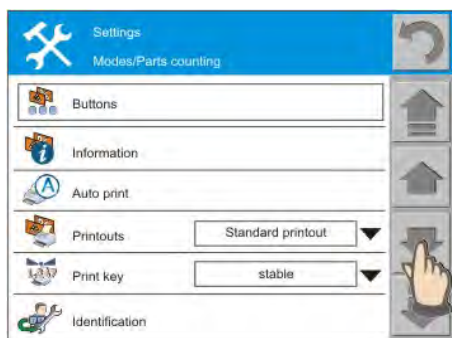 Settings
Modes/Parts counting
Buttons
Information
Auto print
Printouts Standard printout
Print key stable
Identification